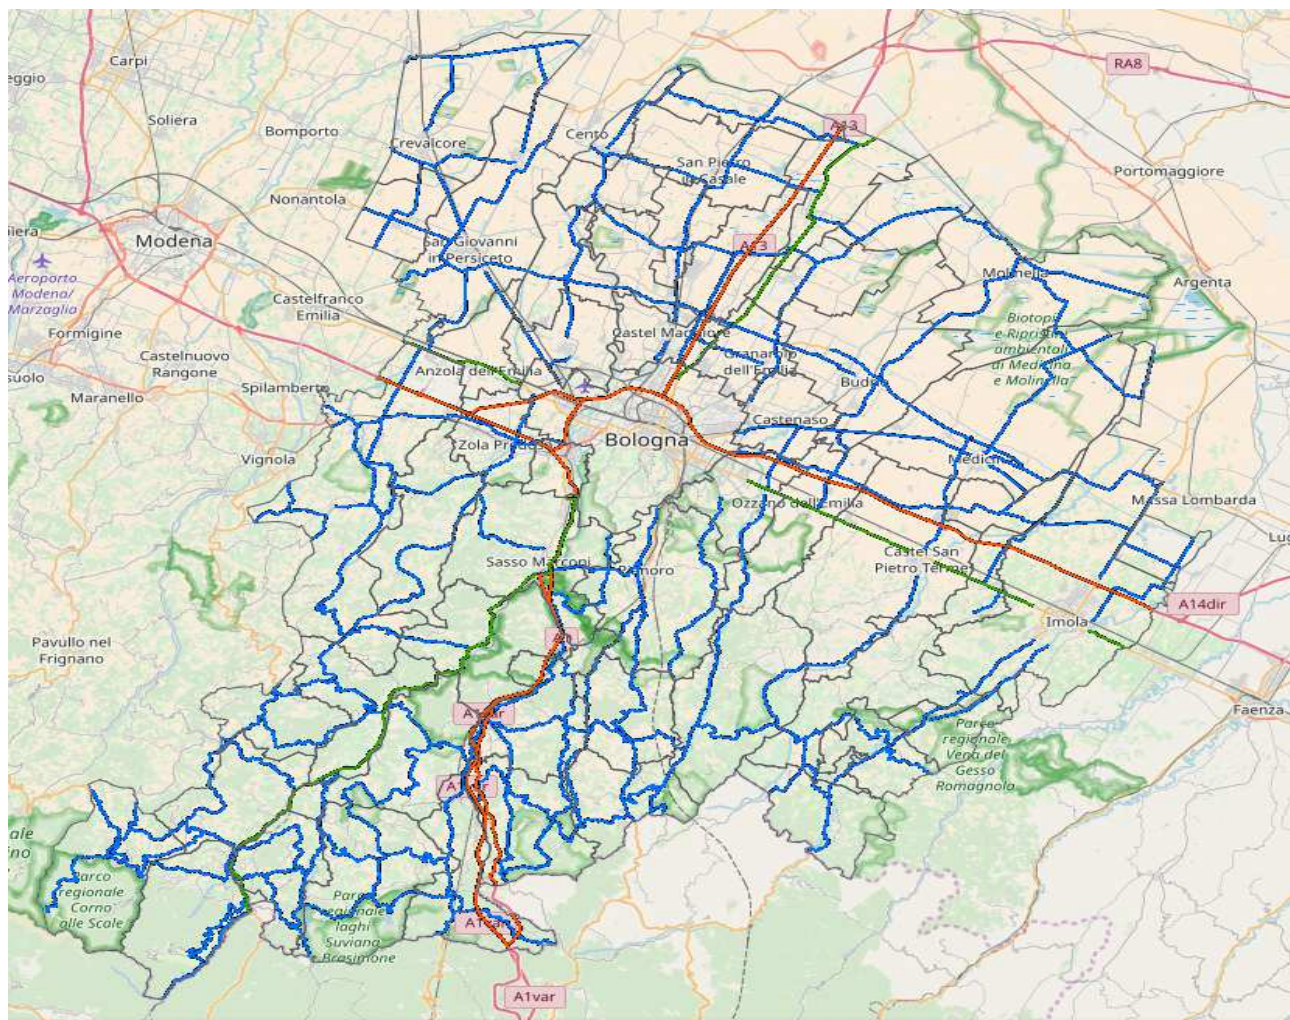 Carpi
RA8
eggio
Soliera
Bomporto
Cento
A13
Crevalcore
San Pietro
in Casale
Portomaggiore
Nonantola
Modena
San Giovanni
in Persiceto
A13
Molinella
Argenta
Aeroporto
Modena/
Marzaglia
Castelfranco
Emilia
Formigine
Castel Maggiore
Biotopi
e Ripristini
ambientali
di Medicina
e Molinella
Castelnuovo
Rangone
Granarolo
dell'Emilia
Anzola dell'Emilia
suolo
Spilamberto
Maranello
Budrio
Castenaso
Bologna
Zola Predosa
Vignola
Medicina
Massa Lombarda
Ozzano dell'Emilia
Castel San
Pietro Terme
Sasso Marconi
Pianoro
A14dir
Imola
Pavullo nel
Frignano
Faenza
Parco
regionale
Vena del
Gesso
Romagnola
Parco
regionale
Corno
alle Scale
Parco
regionale
laghi
Suviana
e Brasimone
A1var